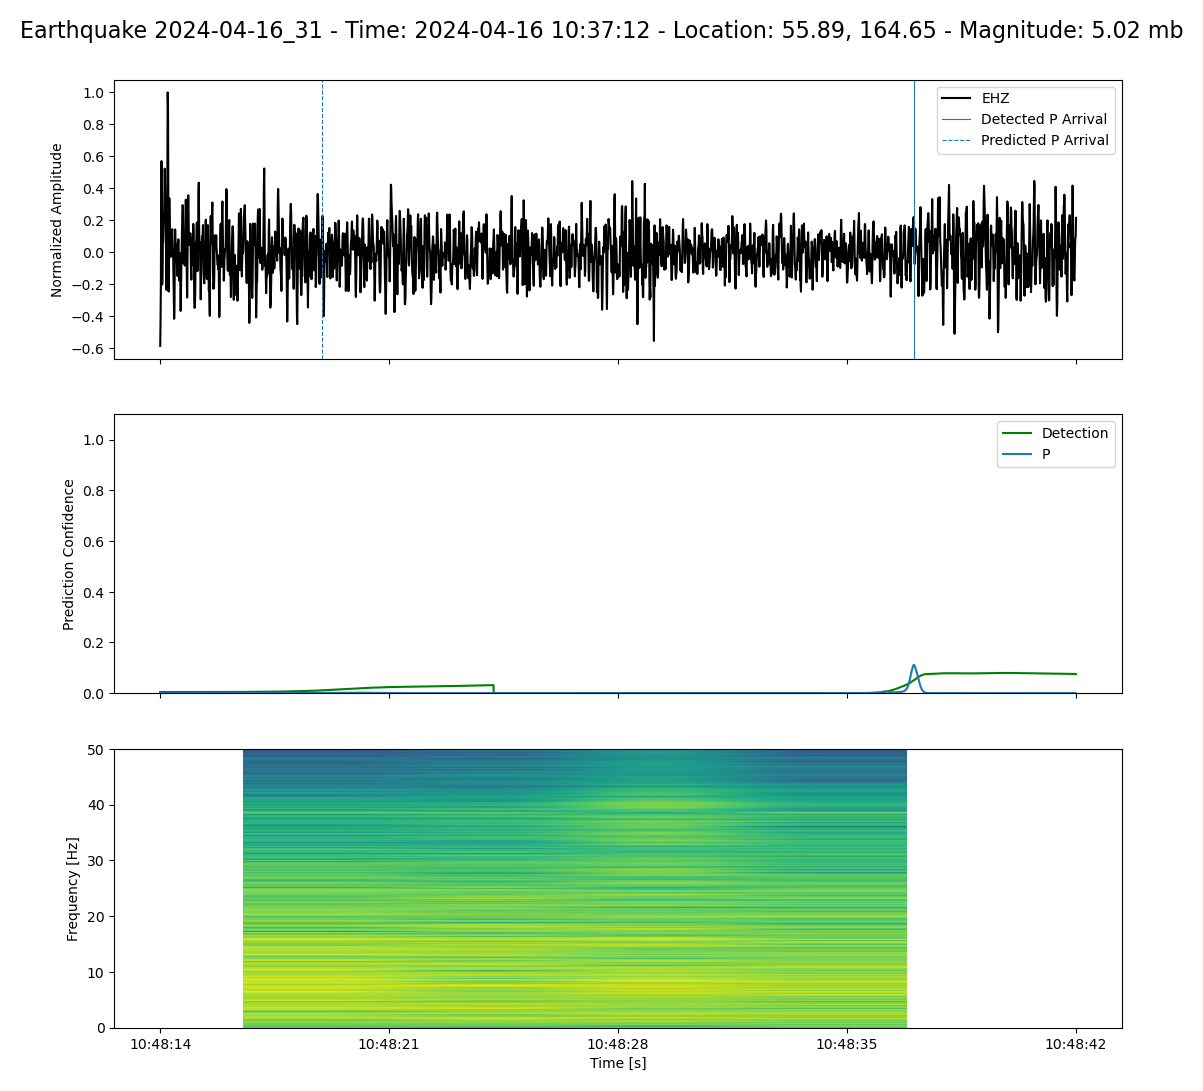 Earthquake 2024-04-16_31 - Time: 2024-04-16 10:37:12 - Location: 55.89, 164.65 - Magnitude: 5.02 mb
Normalized Amplitude
1.0
0.8
0.6
0.4
0.2
0.0
−0.2
−0.4
−0.6
EHZ
Detected P Arrival
Predicted P Arrival
Prediction Confidence
1.0
0.8
0.6
0.4
0.2
0.0
Detection
P
Frequency [Hz]
50
40
30
20
10
0
10:48:14
10:48:21
10:48:28
10:48:35
10:48:42
Time [s]